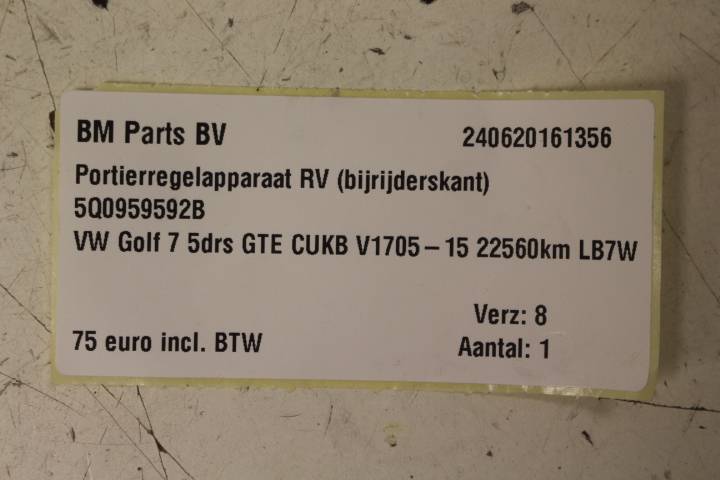 BM Parts BV 240620161356
Portierregelapparaat RV (bijrijderskant)
5Q0959592B
VW Golf 7 5drs GTE CUKB V1705 – 15 22560km LB7W
Verz: 8
75 euro incl. BTW Aantal: 1